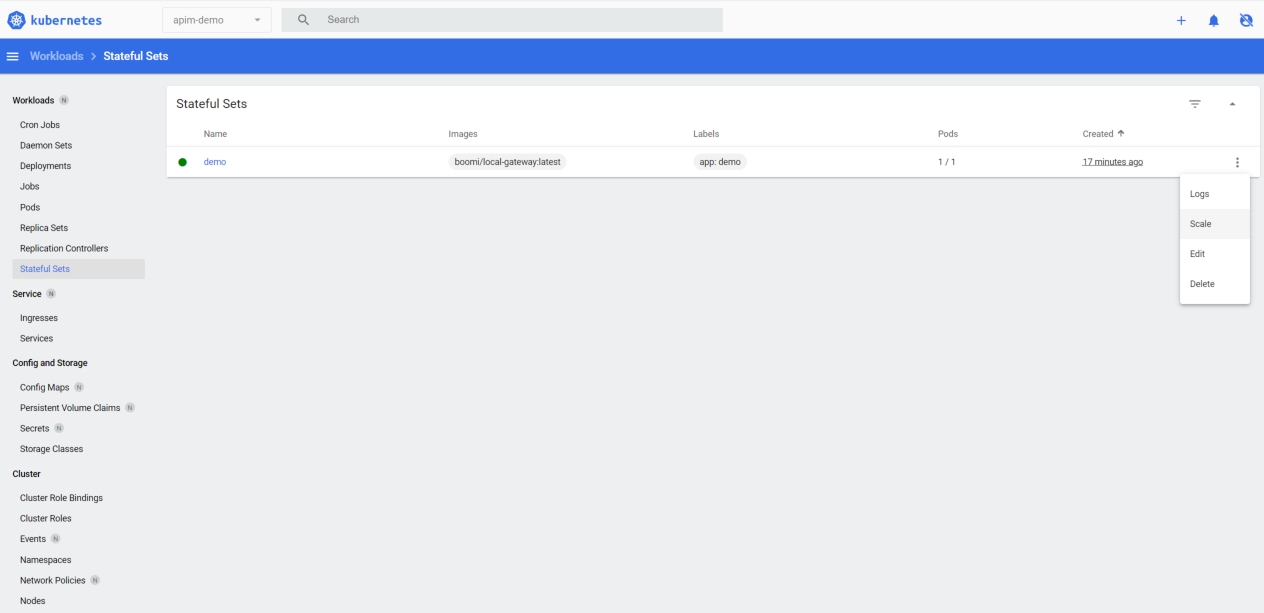 kubernetes
apim-demo
Search
Workloads > Stateful Sets
Workloads N
Cron Jobs
Daemon Sets
Deployments
Jobs
Pods
Replica Sets
Replication Controllers
Stateful Sets
Service N
Ingresses
Services
Config and Storage
Config Maps N
Persistent Volume Claims N
Secrets N
Storage Classes
Cluster
Cluster Role Bindings
Cluster Roles
Events N
Namespaces
Network Policies N
Nodes
Stateful Sets
Name Images Labels Pods Created
demo boomi/local-gateway:latest app: demo 1 / 1 17 minutes ago
Logs
Scale
Edit
Delete